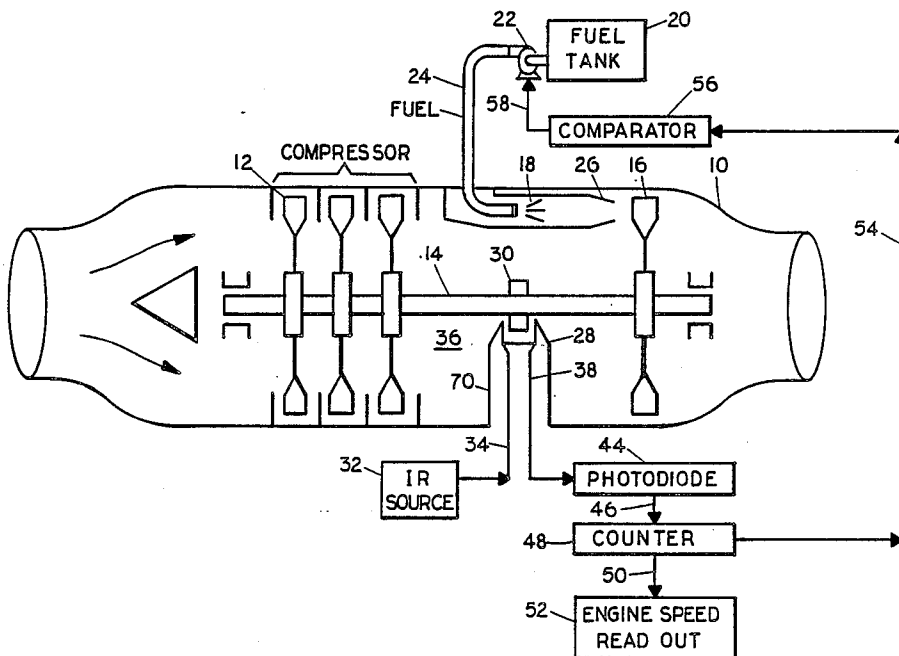 22
20
FUEL
TANK
24
58
56
FUEL
COMPARATOR
COMPRESSOR
12
18
26
16
10
54
14
30
36
28
70
38
34
32
44
IR
SOURCE
PHOTODIODE
46
48
COUNTER
50
52
ENGINE SPEED
READ OUT